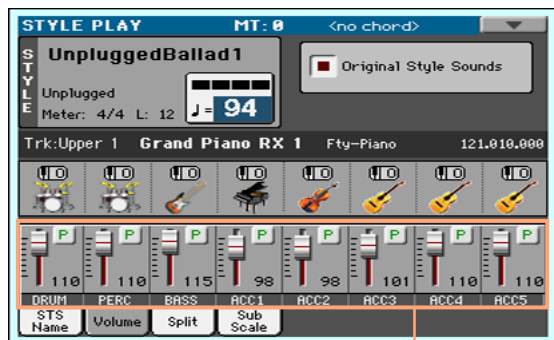 STYLE PLAY MT: 0 <no chord>
STYLE
UnpluggedBallad1
Unplugged
Meter: 4/4 L: 12 ♩= 94
Original Style Sounds
Trk:Upper 1 Grand Piano RX 1 Fty-Piano 121.010.000
P P P P P P P P
110 110 115 98 98 101 110 110
DRUM PERC BASS ACC1 ACC2 ACC3 ACC4 ACC5
STS Name Volume Split Sub Scale